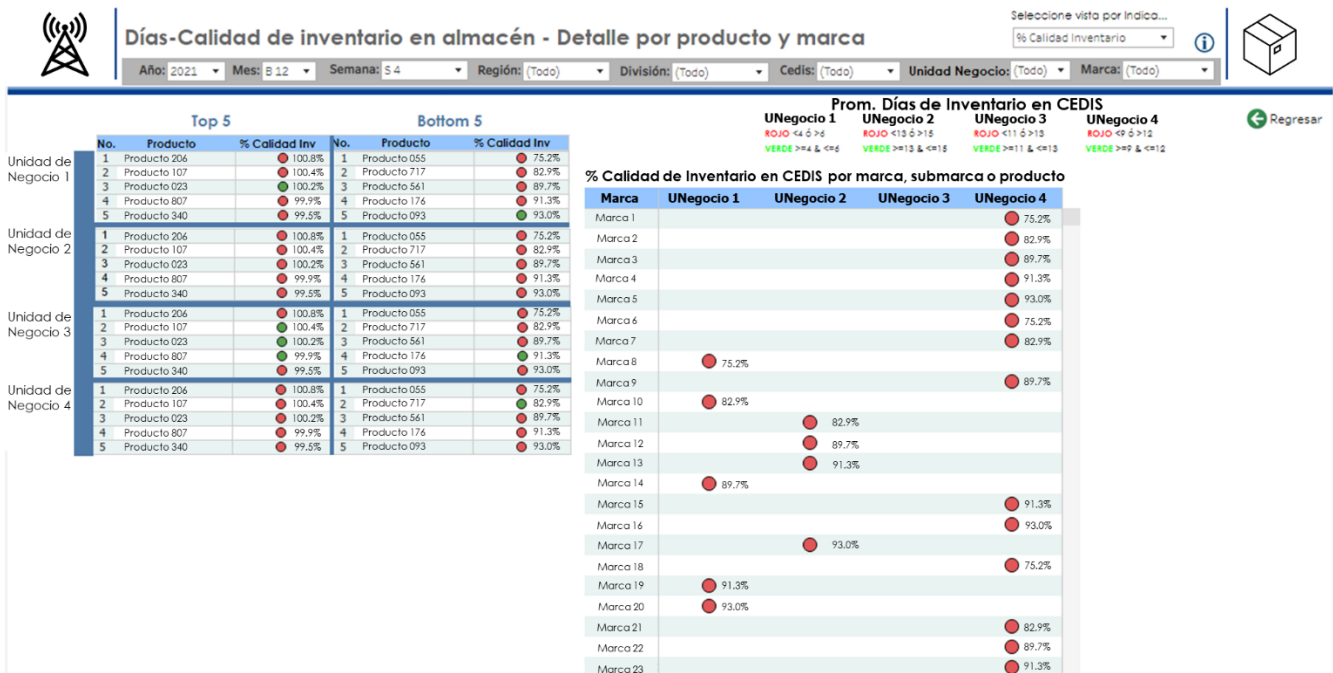 Seleccione vista por Indica...
Días-Calidad de inventario en almacén - Detalle por producto y marca
% Calidad Inventario
Año: 2021 Mes: B 12 Semana: S 4 Región: (Todo) División: (Todo) Cedis: (Todo) Unidad Negocio: (Todo) Marca: (Todo)
Top 5
Bottom 5
No. Producto % Calidad Inv No. Producto % Calidad Inv
Unidad de Negocio 1
1 Producto 206 100.8% 1 Producto 055 75.2%
2 Producto 107 100.4% 2 Producto 717 82.9%
3 Producto 023 100.2% 3 Producto 561 89.7%
4 Producto 807 99.9% 4 Producto 176 91.3%
5 Producto 340 99.5% 5 Producto 093 93.0%
Unidad de Negocio 2
1 Producto 206 100.8% 1 Producto 055 75.2%
2 Producto 107 100.4% 2 Producto 717 82.9%
3 Producto 023 100.2% 3 Producto 561 89.7%
4 Producto 807 99.9% 4 Producto 176 91.3%
5 Producto 340 99.5% 5 Producto 093 93.0%
Unidad de Negocio 3
1 Producto 206 100.8% 1 Producto 055 75.2%
2 Producto 107 100.4% 2 Producto 717 82.9%
3 Producto 023 100.2% 3 Producto 561 89.7%
4 Producto 807 99.9% 4 Producto 176 91.3%
5 Producto 340 99.5% 5 Producto 093 93.0%
Unidad de Negocio 4
1 Producto 206 100.8% 1 Producto 055 75.2%
2 Producto 107 100.4% 2 Producto 717 82.9%
3 Producto 023 100.2% 3 Producto 561 89.7%
4 Producto 807 99.9% 4 Producto 176 91.3%
5 Producto 340 99.5% 5 Producto 093 93.0%
Prom. Días de Inventario en CEDIS
UNegocio 1 UNegocio 2 UNegocio 3 UNegocio 4
ROJO <4 ó >6 ROJO <13 ó >15 ROJO <11 ó >13 ROJO <9 ó >12
VERDE >=4 & <=6 VERDE >=13 & <=15 VERDE >=11 & <=13 VERDE >=9 & <=12
Regresar
% Calidad de Inventario en CEDIS por marca, submarca o producto
Marca UNegocio 1 UNegocio 2 UNegocio 3 UNegocio 4
Marca 1 75.2%
Marca 2 82.9%
Marca 3 89.7%
Marca 4 91.3%
Marca 5 93.0%
Marca 6 75.2%
Marca 7 82.9%
Marca 8 75.2%
Marca 9 89.7%
Marca 10 82.9%
Marca 11 82.9%
Marca 12 89.7%
Marca 13 91.3%
Marca 14 89.7%
Marca 15 91.3%
Marca 16 93.0%
Marca 17 93.0%
Marca 18 75.2%
Marca 19 91.3%
Marca 20 93.0%
Marca 21 82.9%
Marca 22 89.7%
Marca 23 91.3%